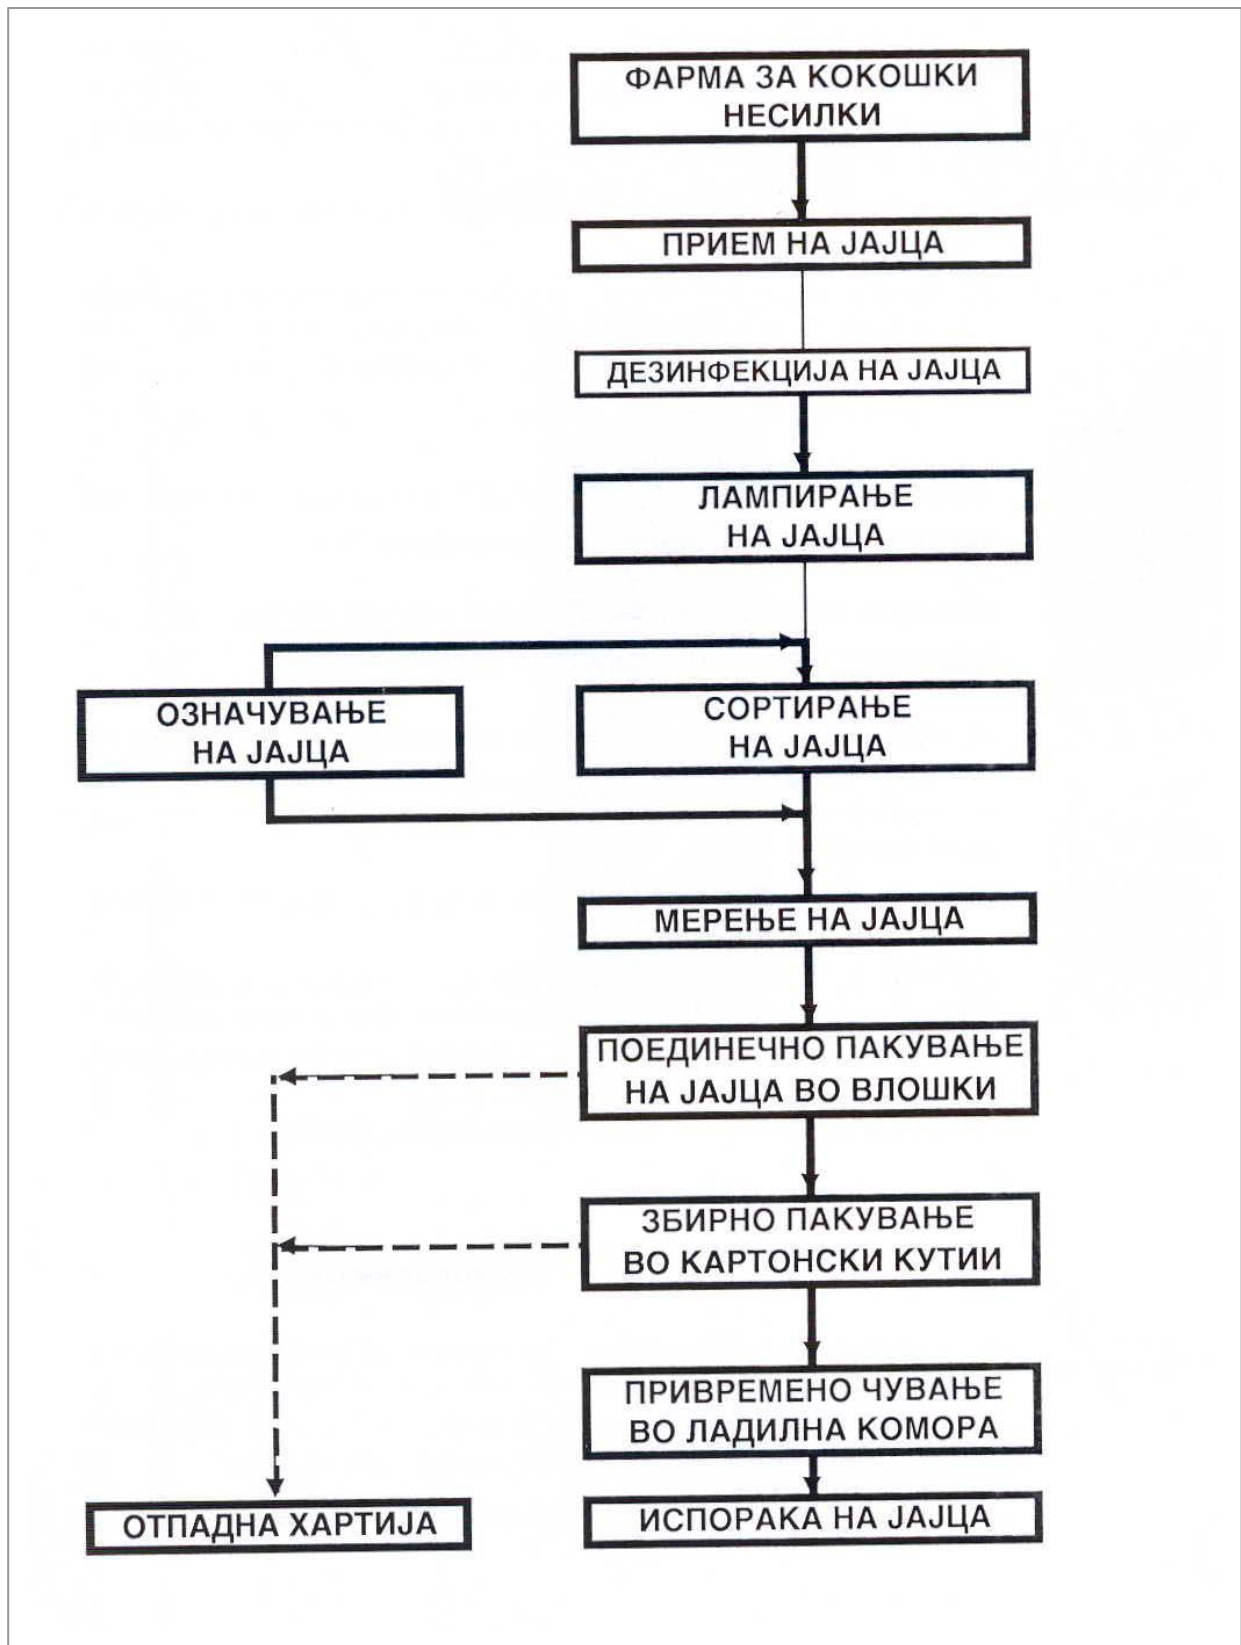 ФАРМА ЗА КОКОШКИ
НЕСИЛКИ
ПРИЕМ НА ЈАЈЦА
ДЕЗИНФЕКЦИЈА НА ЈАЈЦА
ЛАМПИРАЊЕ
НА ЈАЈЦА
ОЗНАЧУВАЊЕ
НА ЈАЈЦА
СОРТИРАЊЕ
НА ЈАЈЦА
МЕРЕЊЕ НА ЈАЈЦА
ПОЕДИНЕЧНО ПАКУВАЊЕ
НА ЈАЈЦА ВО ВЛОШКИ
ЗБИРНО ПАКУВАЊЕ
ВО КАРТОНСКИ КУТИИ
ПРИВРЕМЕНО ЧУВАЊЕ
ВО ЛАДИЛНА КОМОРА
ОТПАДНА ХАРТИЈА
ИСПОРАКА НА ЈАЈЦА